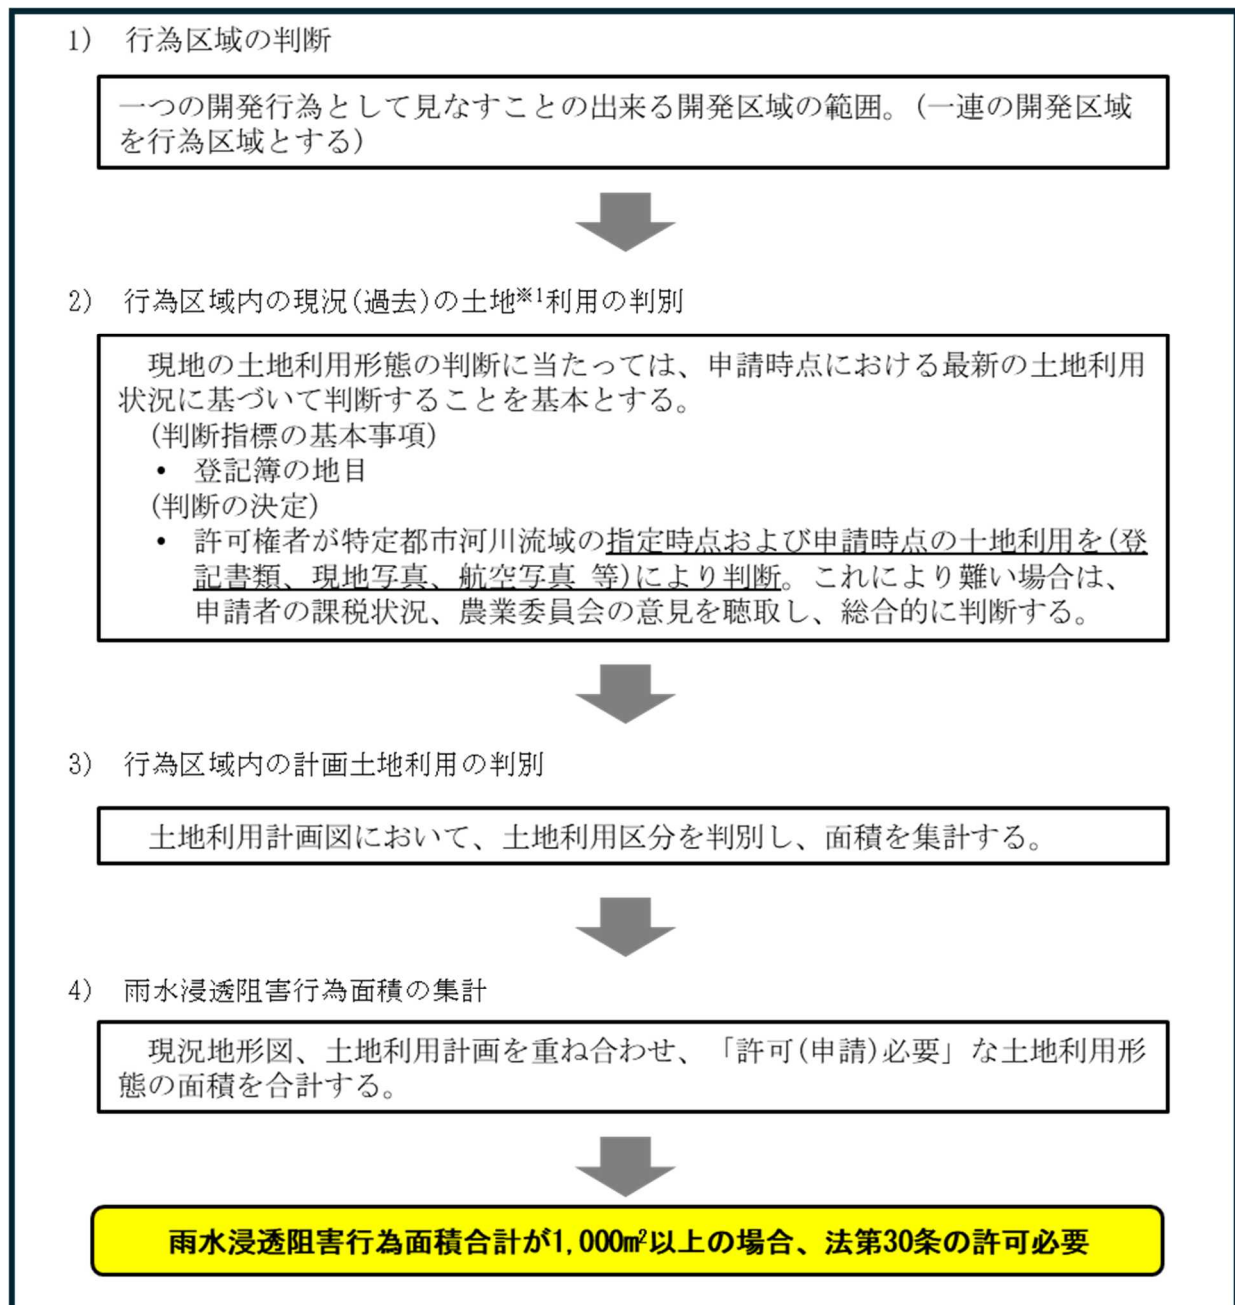 1) 行為区域の判断
一つの開発行為として見なすことの出来る開発区域の範囲。(一連の開発区域
を行為区域とする)
2) 行為区域内の現況(過去)の土地※1利用の判別
現地の土地利用形態の判断に当たっては、申請時点における最新の土地利用
状況に基づいて判断することを基本とする。
(判断指標の基本事項)
• 登記簿の地目
(判断の決定)
• 許可権者が特定都市河川流域の指定時点および申請時点の土地利用を(登
記書類、現地写真、航空写真 等)により判断。これにより難い場合は、
申請者の課税状況、農業委員会の意見を聴取し、総合的に判断する。
3) 行為区域内の計画土地利用の判別
土地利用計画図において、土地利用区分を判別し、面積を集計する。
4) 雨水浸透阻害行為面積の集計
現況地形図、土地利用計画を重ね合わせ、「許可(申請)必要」な土地利用形
態の面積を合計する。
雨水浸透阻害行為面積合計が1,000㎡以上の場合、法第30条の許可必要